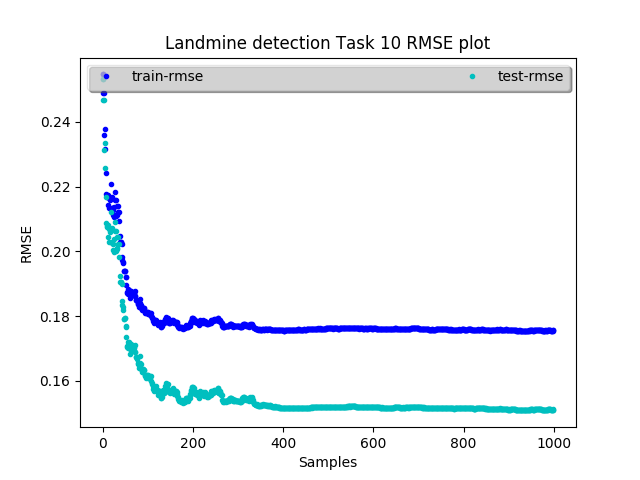 Landmine detection Task 10 RMSE plot
train-rmse
test-rmse
0.24
0.22
0.20
0.18
0.16
RMSE
0
200
400
600
800
1000
Samples